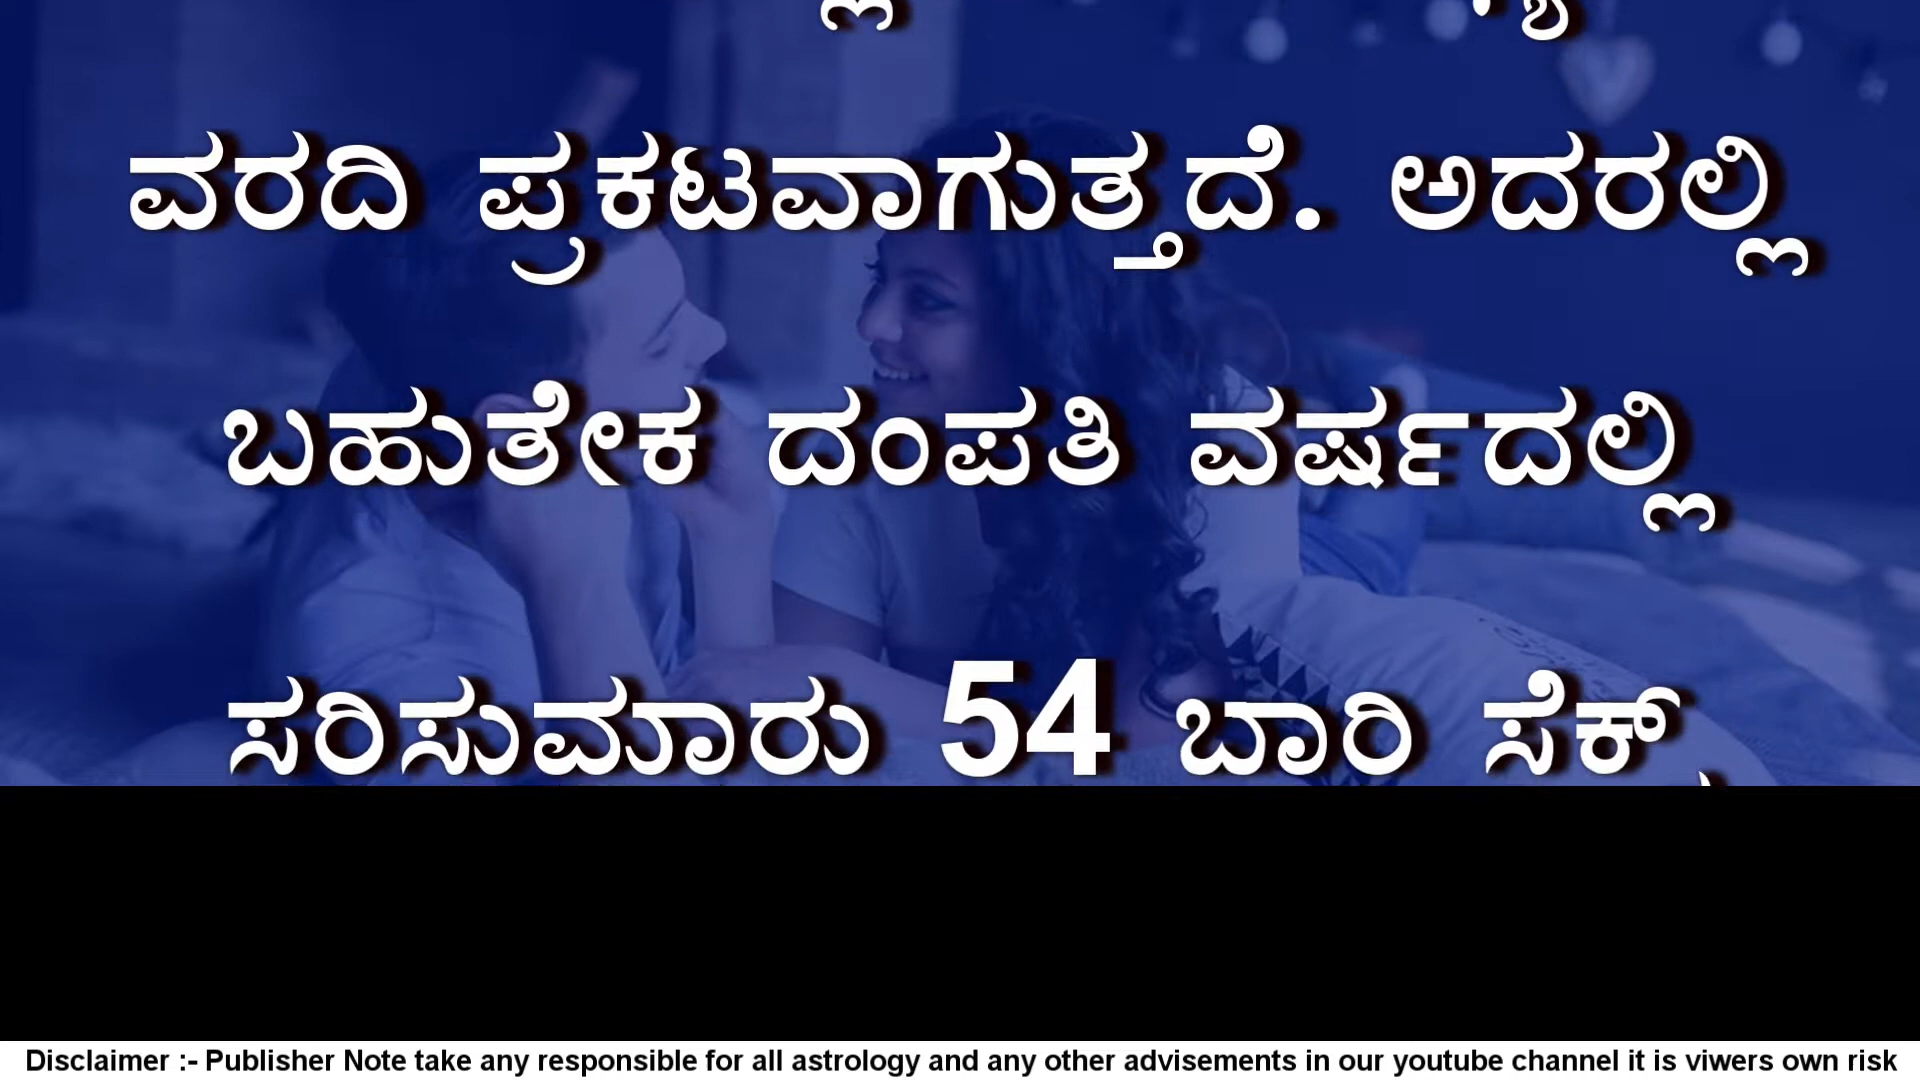 ವರದಿ ಪ್ರಕಟವಾಗುತ್ತದೆ. ಅದರಲ್ಲಿ
ಬಹುತೇಕ ದಂಪತಿ ವರ್ಷದಲ್ಲಿ
ಸರಿಸುಮಾರು 54 ಬಾರಿ ಸೆಕ್ಸ್
Disclaimer :- Publisher Note take any responsible for all astrology and any other advisements in our youtube channel it is viwers own risk